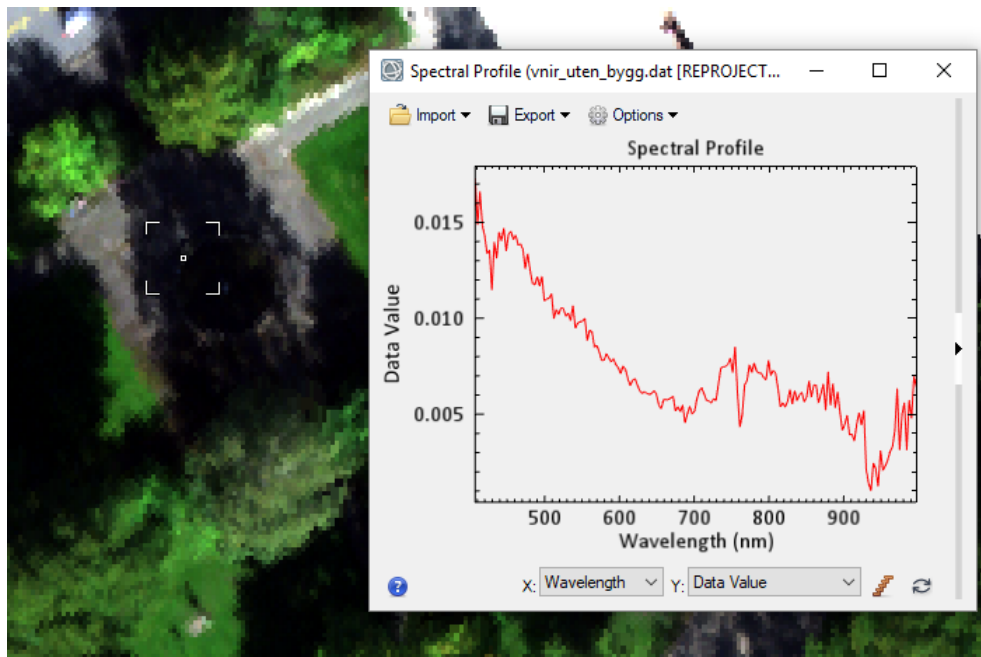 Spectral Profile (vnir_uten_bygg.dat [REPROJECT...
Import Export Options
Spectral Profile
0.015
0.010
0.005
Data Value
500 600 700 800 900
Wavelength (nm)
? X: Wavelength Y: Data Value